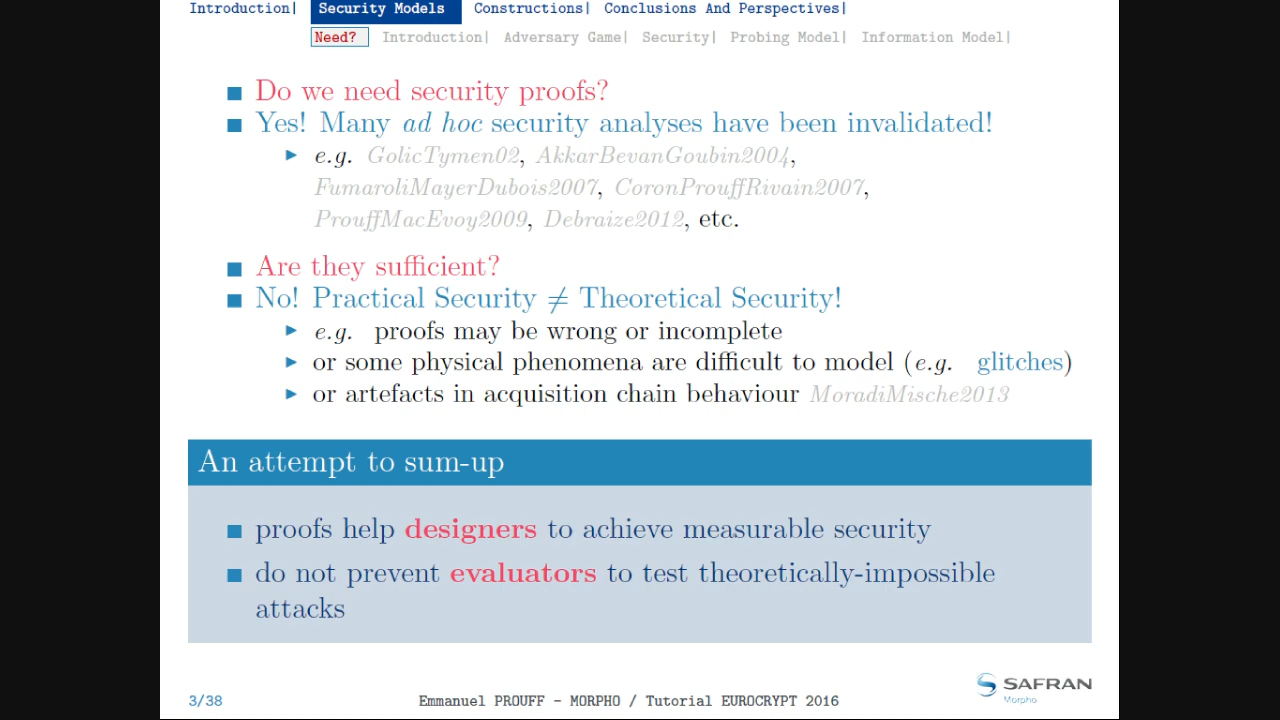 Introduction| Security Models Constructions| Conclusions And Perspectives|
Need? Introduction| Adversary Game| Security| Probing Model| Information Model|
Do we need security proofs?
Yes! Many ad hoc security analyses have been invalidated!
e.g. GolicTymen02, AkkarBevanGoubin2004,
FumaroliMayerDubois2007, CoronProuffRivain2007,
ProuffMacEvoy2009, Debraize2012, etc.
Are they sufficient?
No! Practical Security ≠ Theoretical Security!
e.g. proofs may be wrong or incomplete
or some physical phenomena are difficult to model (e.g. glitches)
or artefacts in acquisition chain behaviour MoradiMische2013
An attempt to sum-up
proofs help designers to achieve measurable security
do not prevent evaluators to test theoretically-impossible
attacks
SAFRAN
Morpho
3/38 Emmanuel PROUFF - MORPHO / Tutorial EUROCRYPT 2016